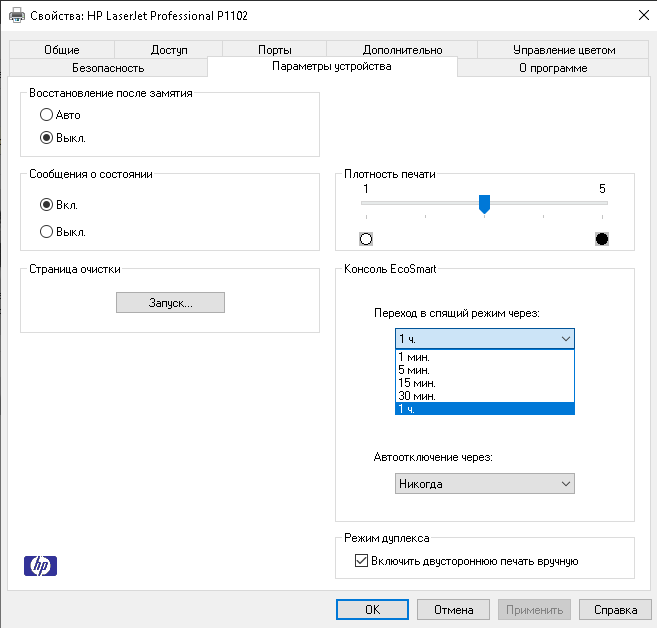 Свойства: HP LaserJet Professional P1102
Общие
Доступ
Порты
Дополнительно
Управление цветом
Безопасность
Параметры устройства
О программе
Восстановление после замятия
Авто
Выкл.
Сообщения о состоянии
Вкл.
Выкл.
Плотность печати
1 5
Страница очистки
Запуск...
Консоль EcoSmart
Переход в спящий режим через:
1 ч.
1 мин.
5 мин.
15 мин.
30 мин.
1 ч.
Автоотключение через:
Никогда
Режим дуплекса
Включить двустороннюю печать вручную
hp
ОК
Отмена
Применить
Справка